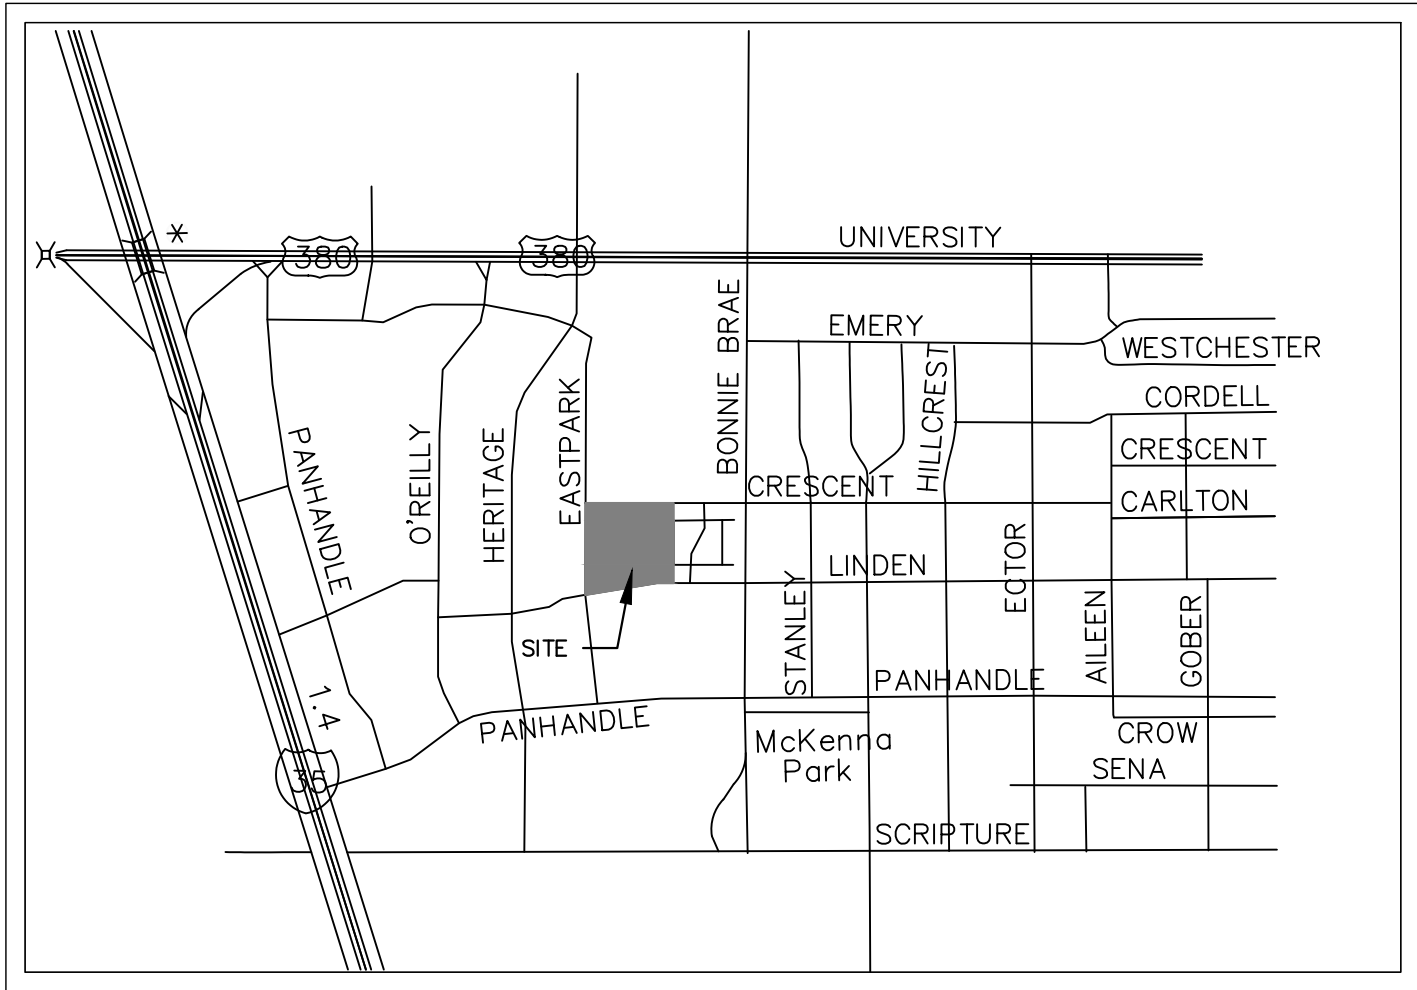 *
380
380
UNIVERSITY
BONNIE BRAE
EMERY
WESTCHESTER
HILLCREST
CORDELL
PANHANDLE
O'REILLY
HERITAGE
EASTPARK
CRESCENT
CRESCENT
CARLTON
ECTOR
LINDEN
STANLEY
AILEEN
GOBER
SITE
1.4
PANHANDLE
PANHANDLE
CROW
McKenna
Park
SENA
35
SCRIPTURE